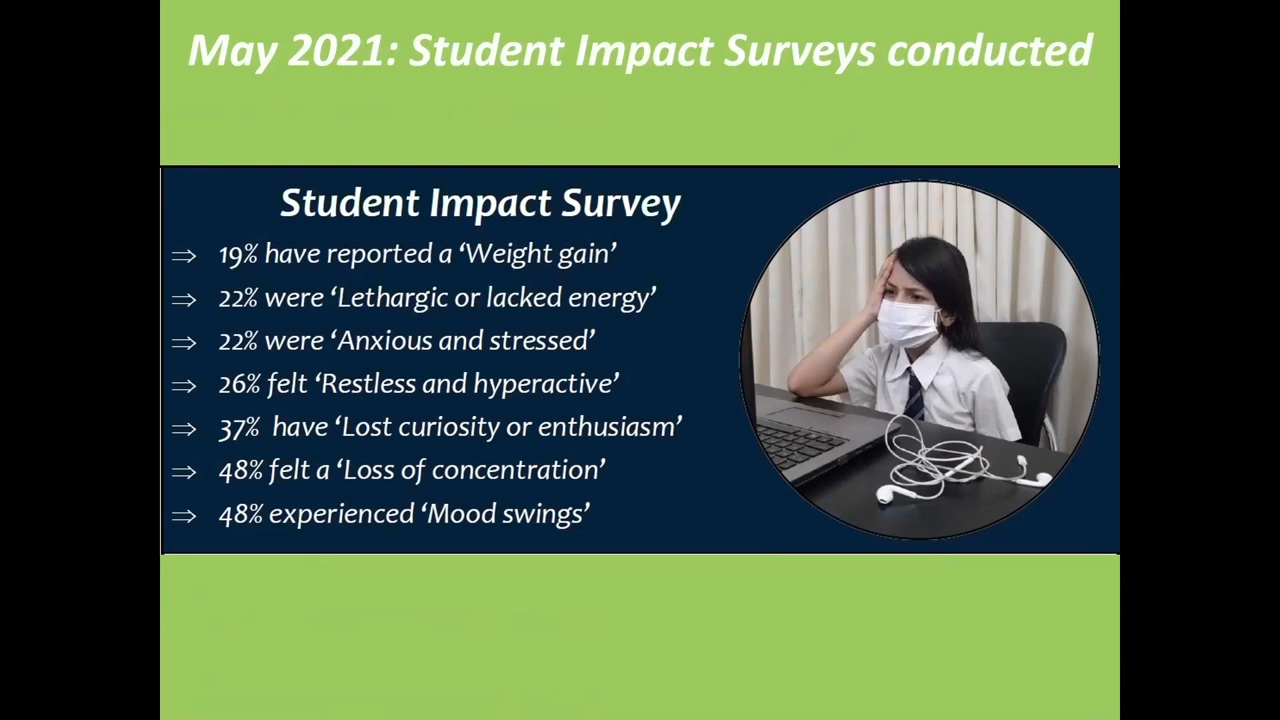 May 2021: Student Impact Surveys conducted
Student Impact Survey
⇒ 19% have reported a ‘Weight gain’
⇒ 22% were ‘Lethargic or lacked energy’
⇒ 22% were ‘Anxious and stressed’
⇒ 26% felt ‘Restless and hyperactive’
⇒ 37% have ‘Lost curiosity or enthusiasm’
⇒ 48% felt a ‘Loss of concentration’
⇒ 48% experienced ‘Mood swings’